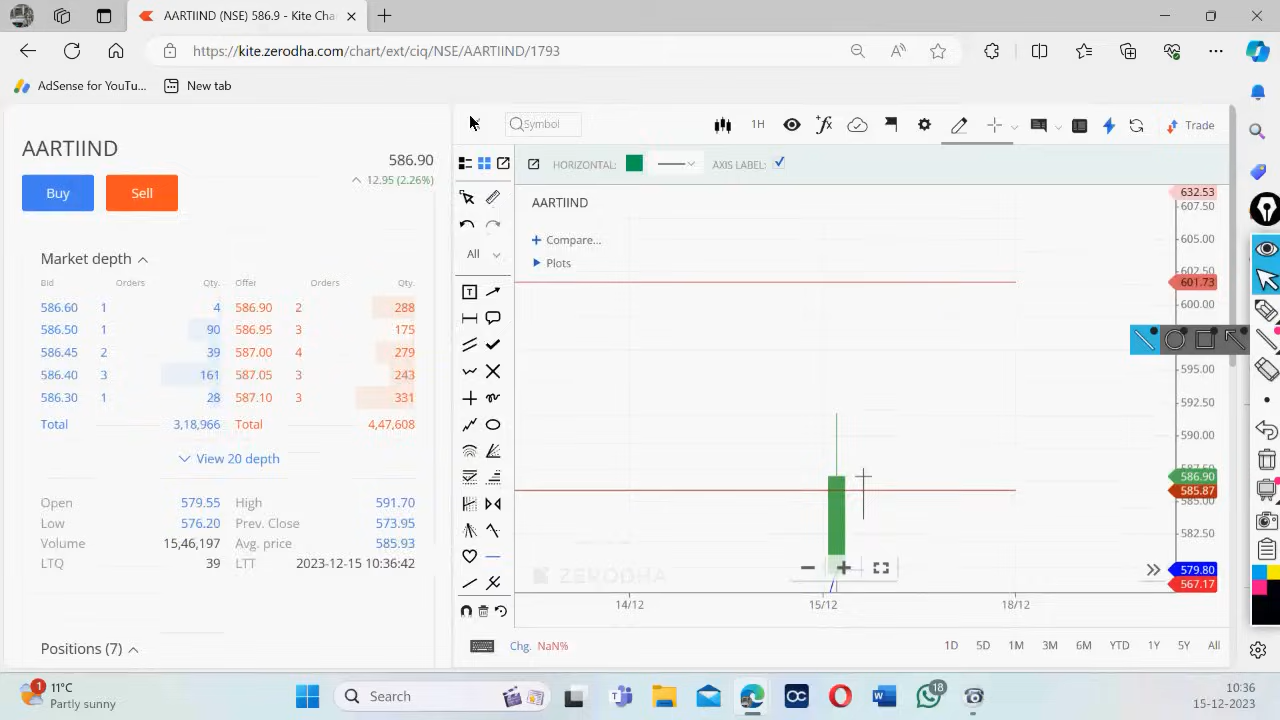 AARTIIND (NSE) 586.9 - Kite Cha
https://kite.zerodha.com/chart/ext/ciq/NSE/AARTIIND/1793
AdSense for YouTu... New tab
AARTIIND
586.90
12.95 (2.26%)
Buy Sell
Market depth
Bid Orders Qty. Offer Orders Qty.
586.60 1 4 586.90 2 288
586.50 1 90 586.95 3 175
586.45 2 39 587.00 4 279
586.40 3 161 587.05 3 243
586.30 1 28 587.10 3 331
Total 3,18,966 Total 4,47,608
View 20 depth
Open 579.55 High 591.70
Low 576.20 Prev. Close 573.95
Volume 15,46,197 Avg. price 585.93
LTQ 39 LTT 2023-12-15 10:36:42
Positions (7)
Symbol
1H
Trade
HORIZONTAL: AXIS LABEL:
All
AARTIIND
Compare...
Plots
632.53
607.50
605.00
602.50
601.73
600.00
595.00
592.50
590.00
587.50
586.90
585.87
585.00
582.50
579.80
567.17
ZERODHA
14/12 15/12 18/12
Chg. NaN%
1D 5D 1M 3M 6M YTD 1Y 5Y All
1
11°C
Partly sunny
Search
18
10:36
15-12-2023